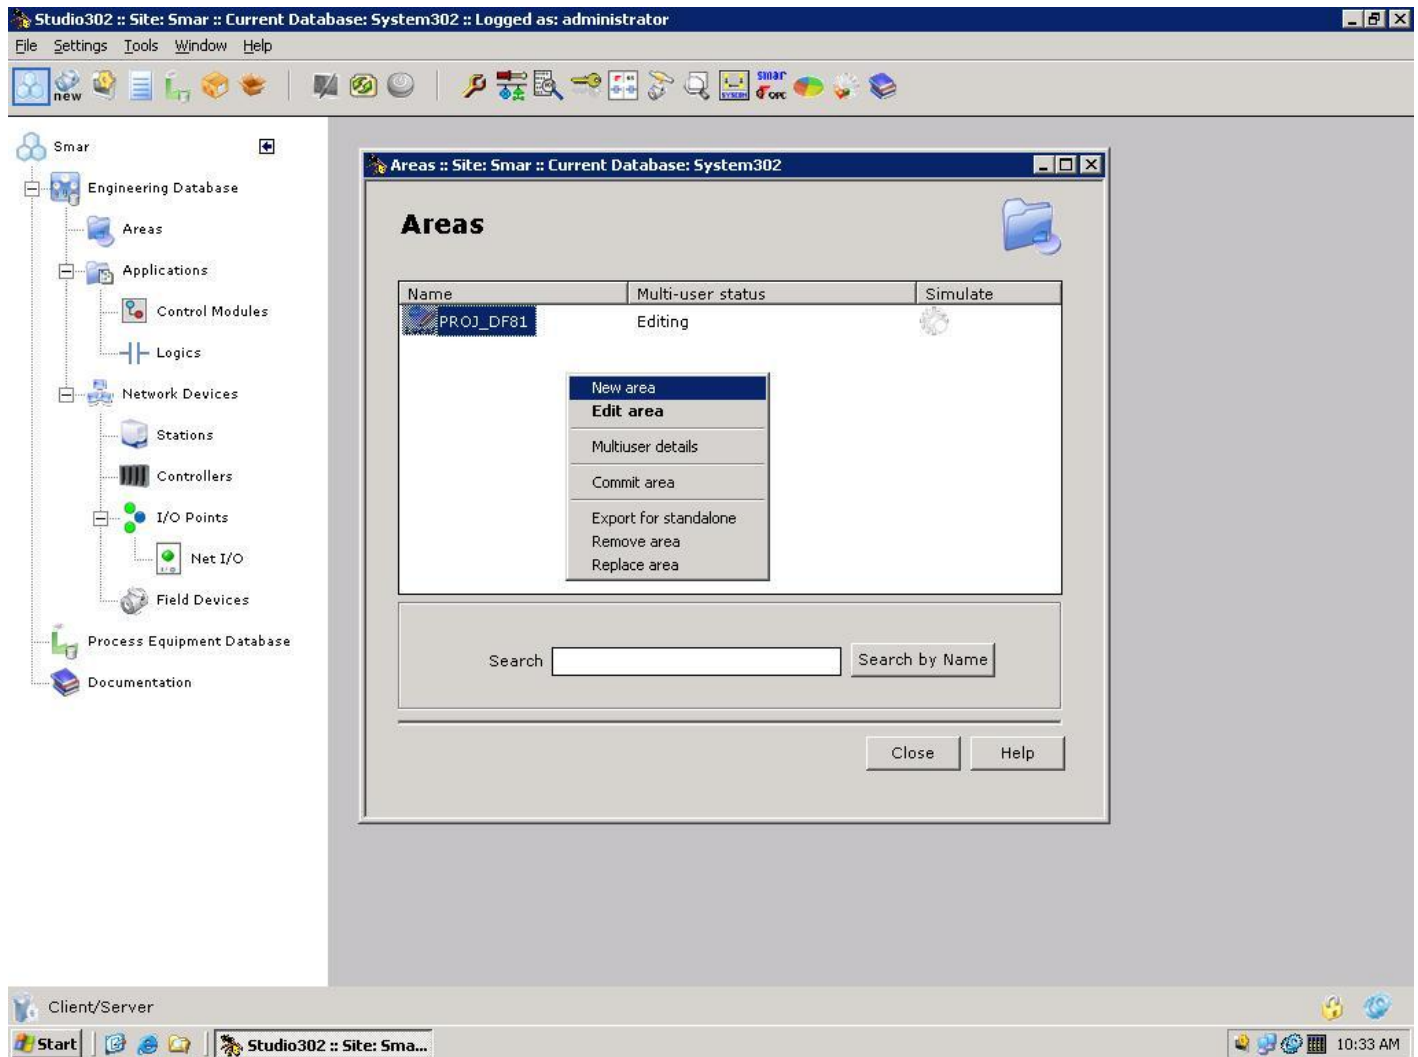 Studio302 :: Site: Smar :: Current Database: System302 :: Logged as: administrator
File Settings Tools Window Help
new
smar
OPC
Smar
Engineering Database
Areas
Applications
Control Modules
Logics
Network Devices
Stations
Controllers
I/O Points
Net I/O
Field Devices
Process Equipment Database
Documentation
Areas :: Site: Smar :: Current Database: System302
Areas
Name Multi-user status Simulate
PROJ_DF81 Editing
New area
Edit area
Multiuser details
Commit area
Export for standalone
Remove area
Replace area
Search Search by Name
Close Help
Client/Server
Start Studio302 :: Site: Sma... 10:33 AM